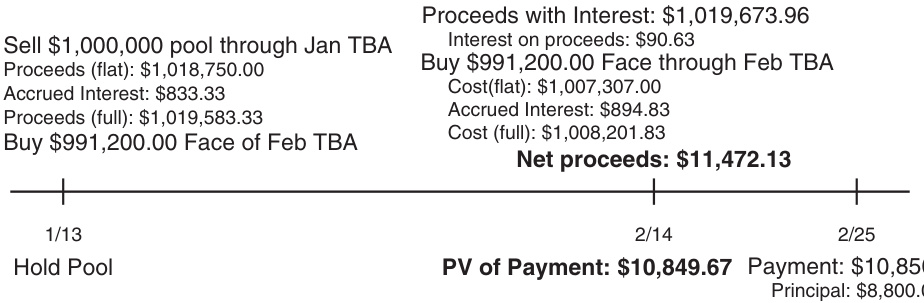 Proceeds with Interest: $1,019,673.96
Interest on proceeds: $90.63
Sell $1,000,000 pool through Jan TBA
Proceeds (flat): $1,018,750.00
Accrued Interest: $833.33
Proceeds (full): $1,019,583.33
Buy $991,200.00 Face of Feb TBA
Buy $991,200.00 Face through Feb TBA
Cost(flat): $1,007,307.00
Accrued Interest: $894.83
Cost (full): $1,008,201.83
Net proceeds: $11,472.13
1/13
2/14
2/25
Hold Pool
PV of Payment: $10,849.67
Payment: $10,85
Principal: $8,800.